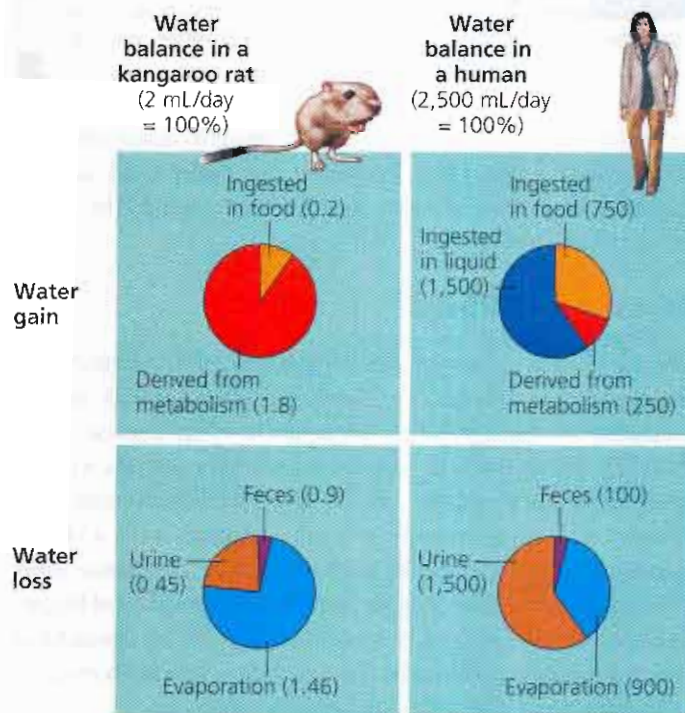 Water
balance in a
kangaroo rat
(2 mL/day
= 100%)
Water
balance in
a human
(2,500 mL/day
= 100%)
Water
gain
Ingested
in food (0.2)
Derived from
metabolism (1.8)
Ingested
in food (750)
Ingested
in liquid
(1,500)
Derived from
metabolism (250)
Water
loss
Feces (0.9)
Urine
(0.45)
Evaporation (1.46)
Feces (100)
Urine
(1,500)
Evaporation (900)